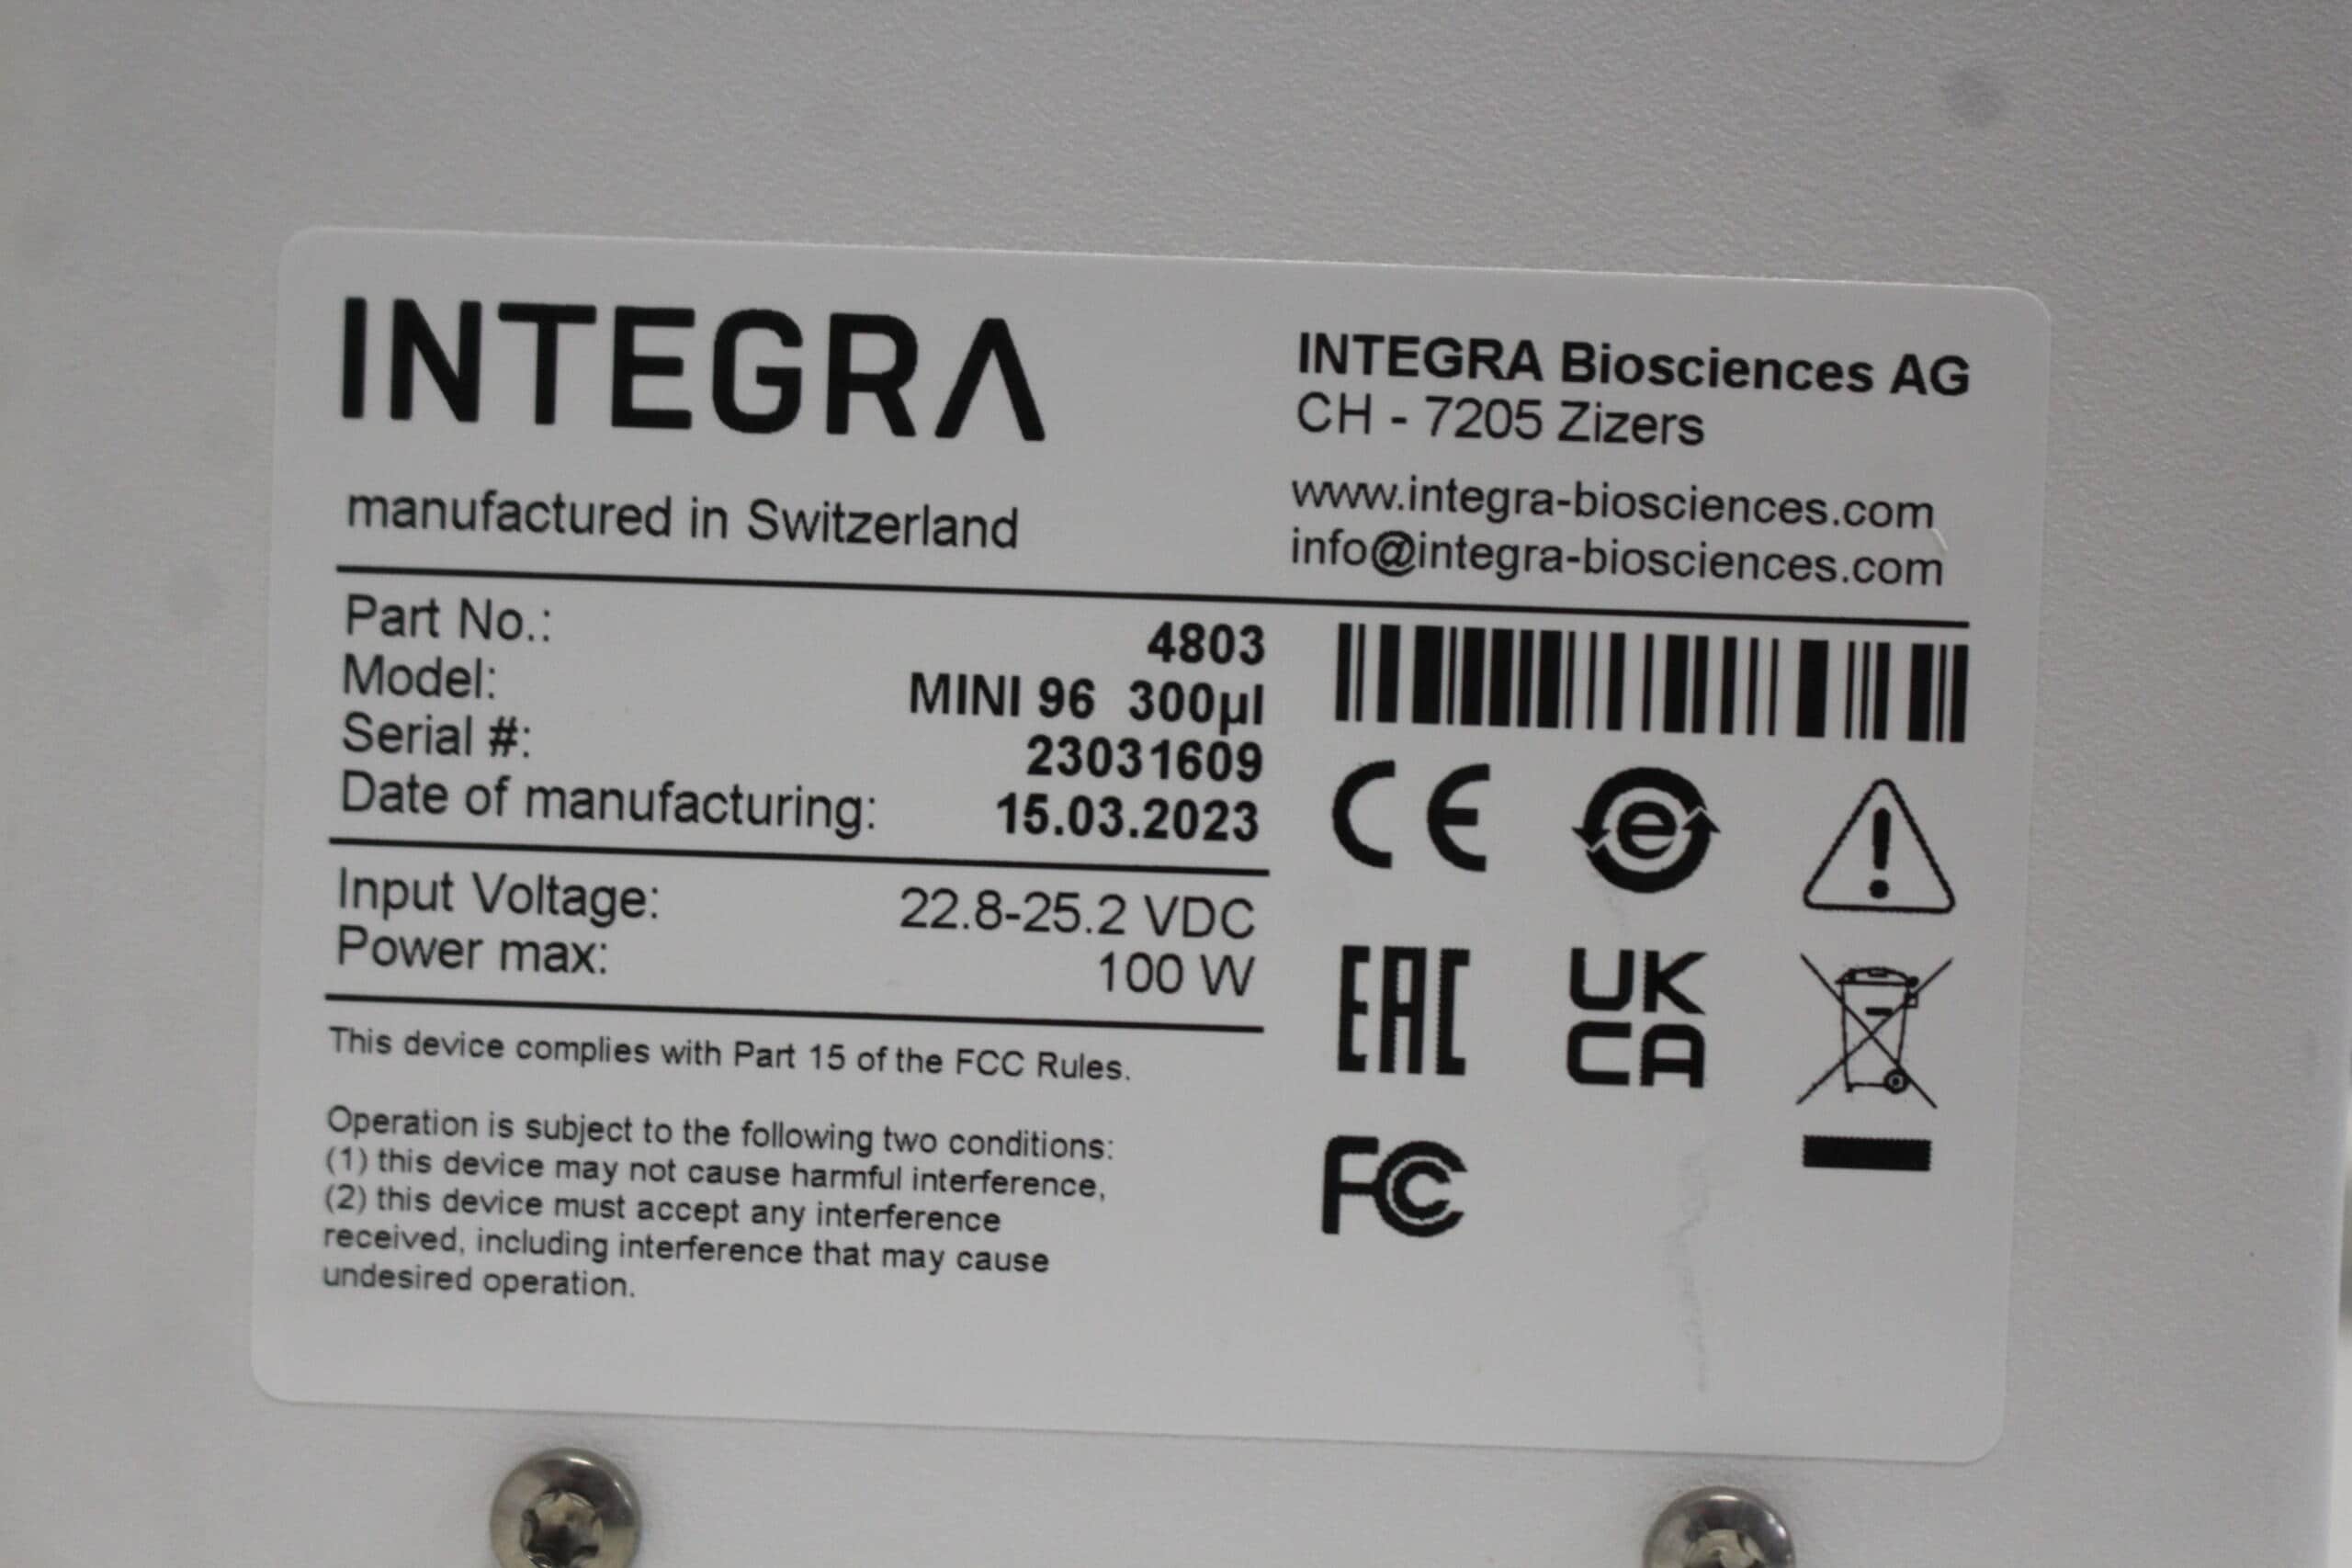 INTEGRA
manufactured in Switzerland
INTEGRA Biosciences AG
CH - 7205 Zizers
www.integra-biosciences.com
info@integra-biosciences.com
Part No.: 4803
Model: MINI 96 300µl
Serial #: 23031609
Date of manufacturing: 15.03.2023
Input Voltage: 22.8-25.2 VDC
Power max: 100 W
This device complies with Part 15 of the FCC Rules.
Operation is subject to the following two conditions:
(1) this device may not cause harmful interference,
(2) this device must accept any interference
received, including interference that may cause
undesired operation.
CE
e
EAC
UK
CA
FC